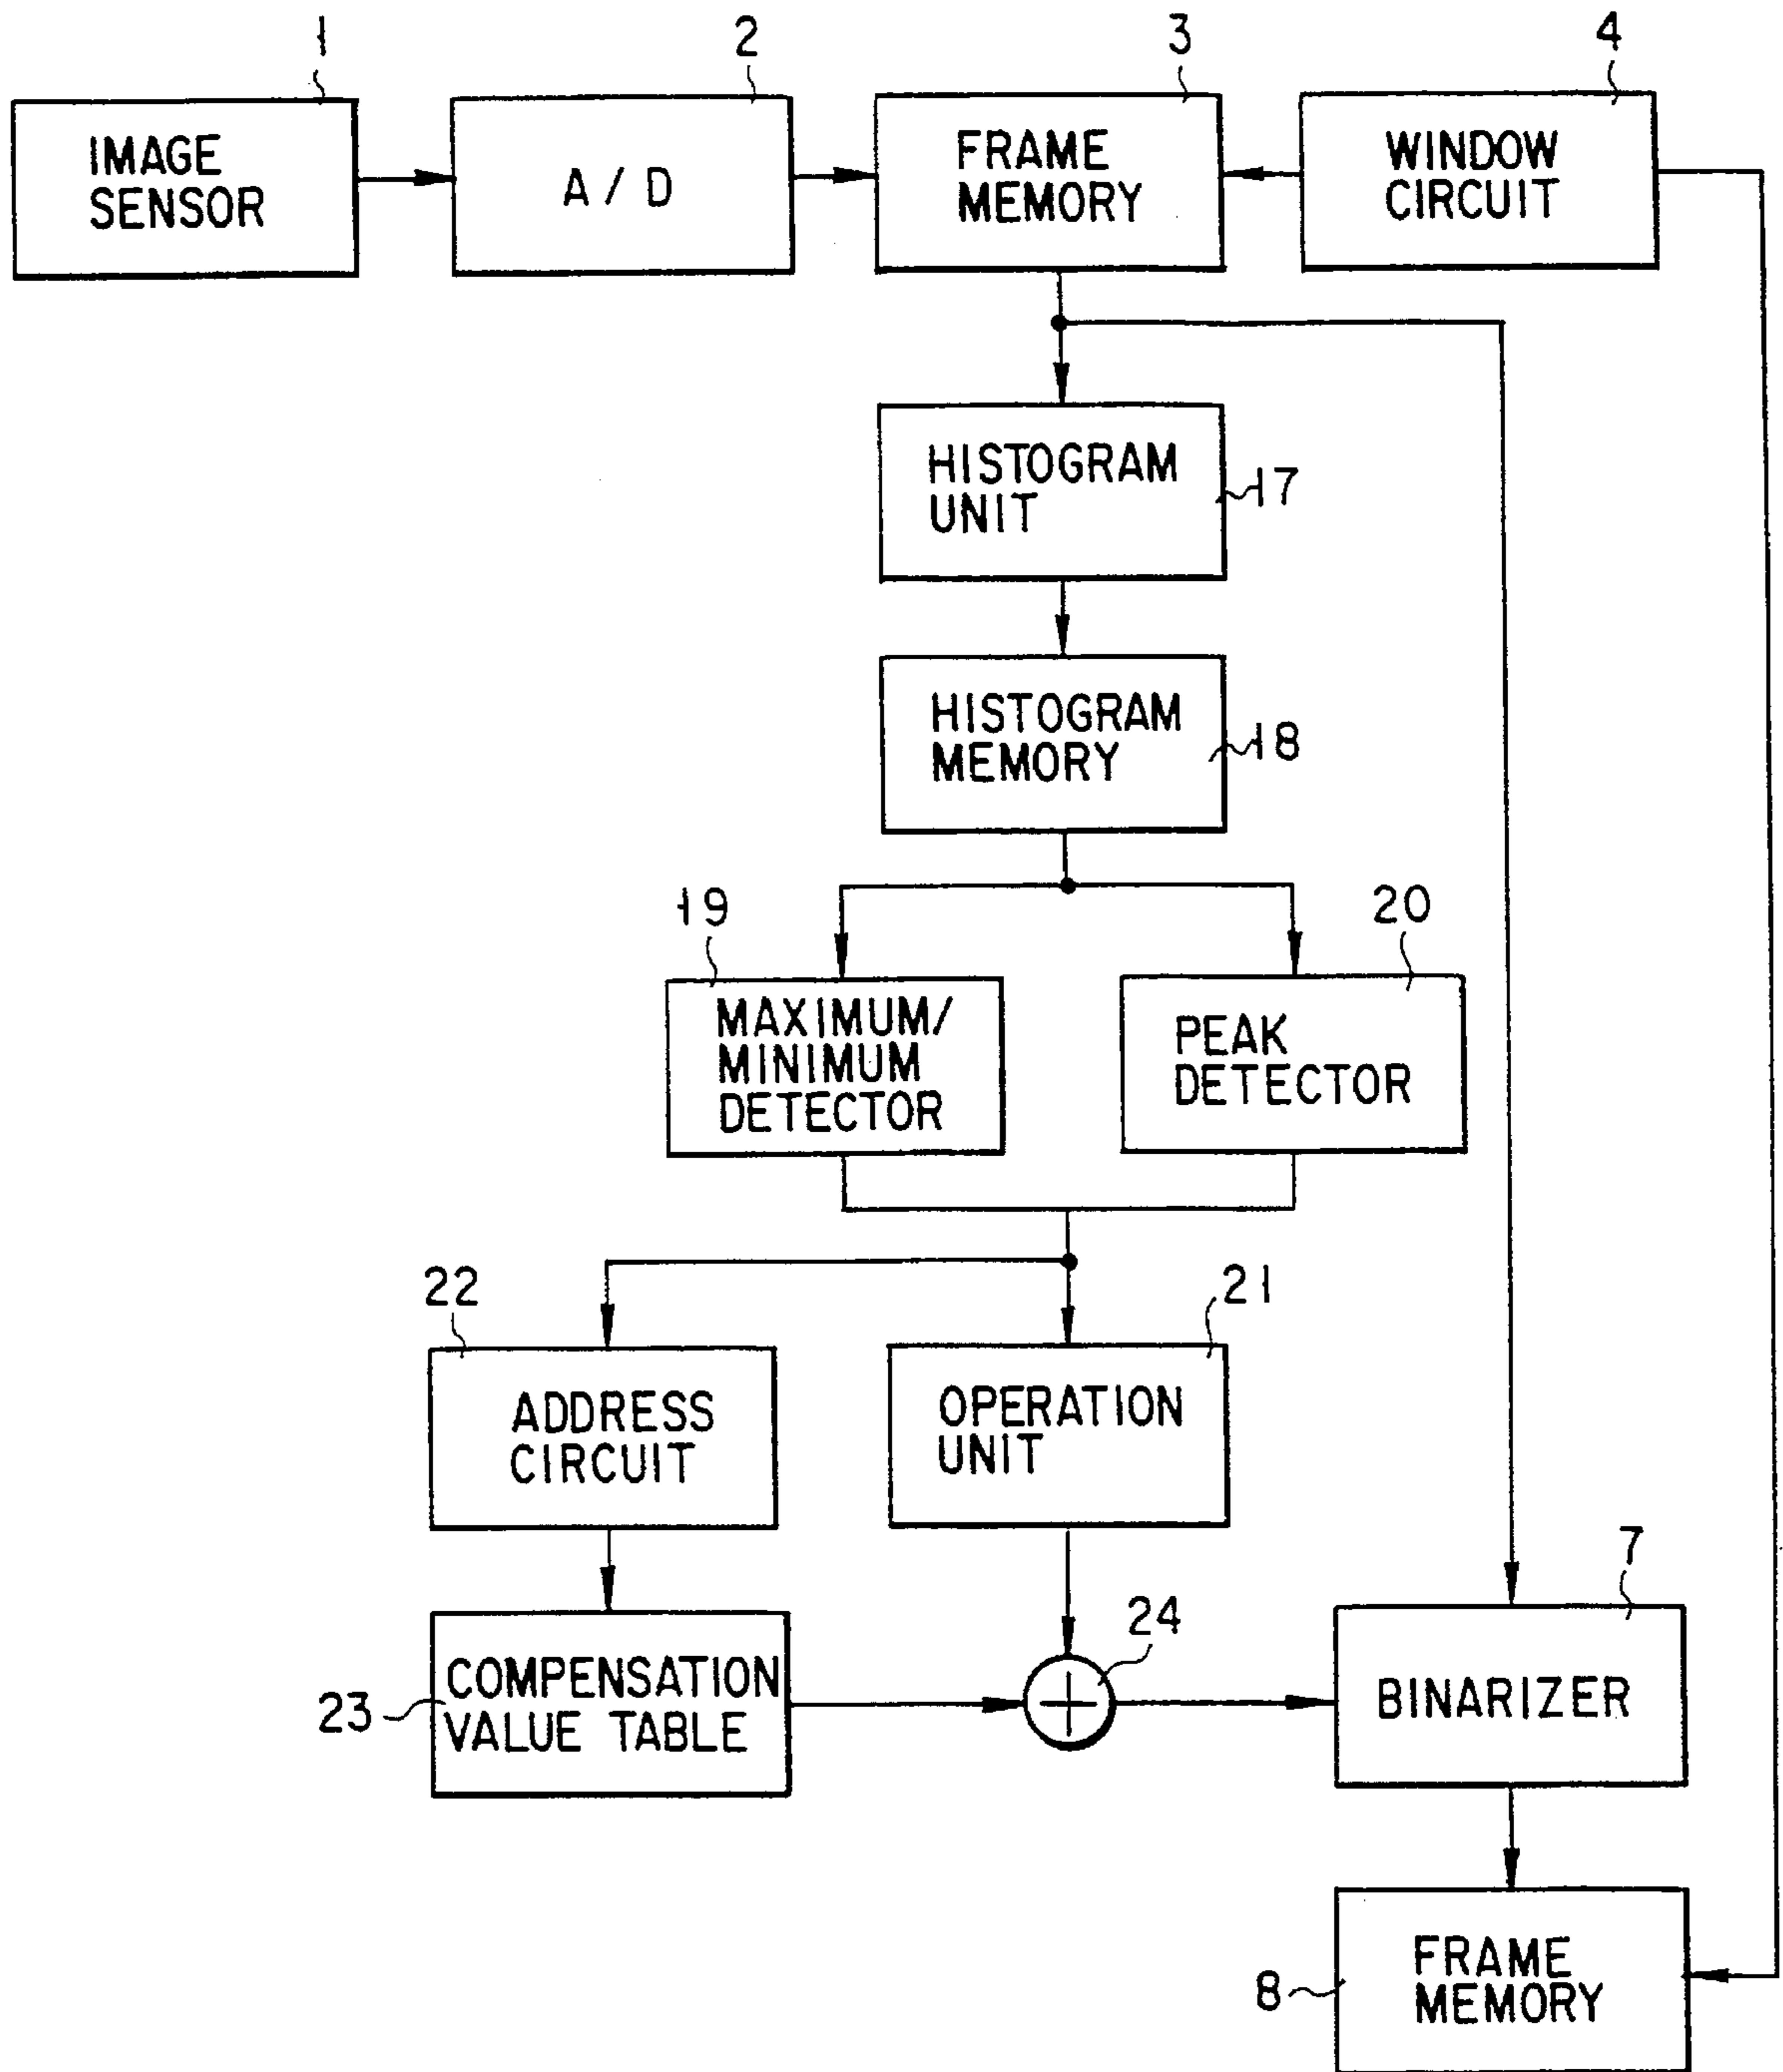 1
2
3
4
IMAGE
SENSOR
A / D
FRAME
MEMORY
WINDOW
CIRCUIT
HISTOGRAM
UNIT
17
HISTOGRAM
MEMORY
18
19
20
MAXIMUM/
MINIMUM
DETECTOR
PEAK
DETECTOR
22
21
ADDRESS
CIRCUIT
OPERATION
UNIT
7
24
23
COMPENSATION
VALUE TABLE
BINARIZER
8
FRAME
MEMORY